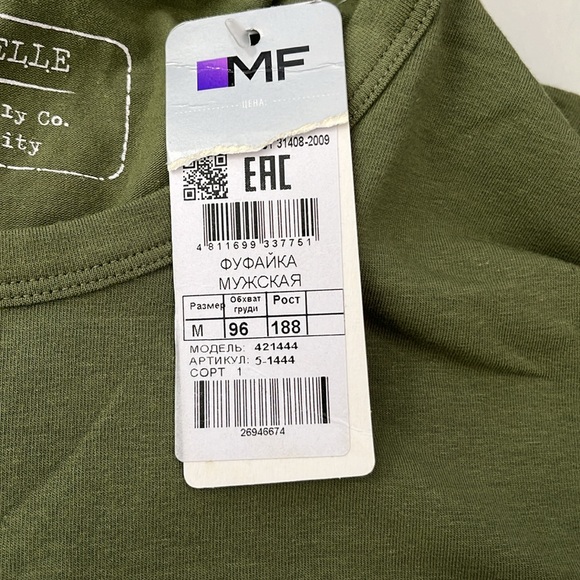 ELLE
ly Co.
ity
MF
ЦЕНА
31408-2009
EAC
4 811699 337751
ФУФАЙКА
МУЖСКАЯ
Размер Обхват груди Рост
M 96 188
МОДЕЛЬ: 421444
АРТИКУЛ: 5-1444
СОРТ 1
26946674